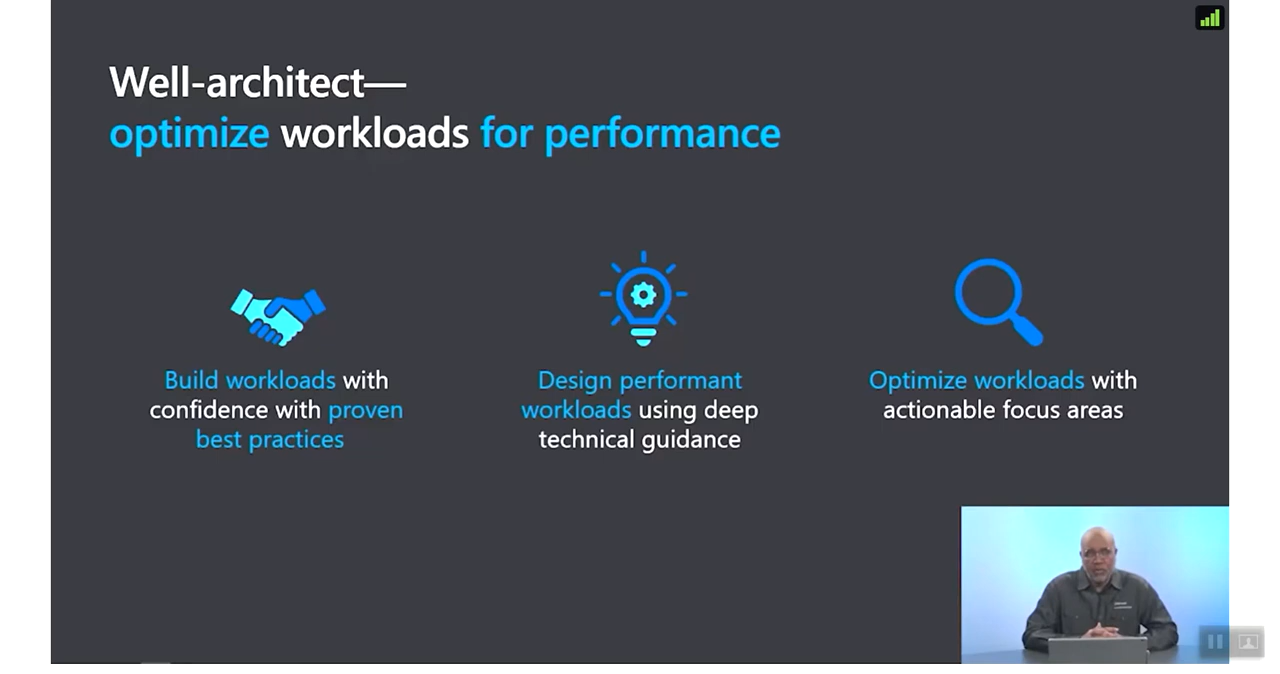 Well-architect—
optimize workloads for performance
Build workloads with
confidence with proven
best practices
Design performant
workloads using deep
technical guidance
Optimize workloads with
actionable focus areas